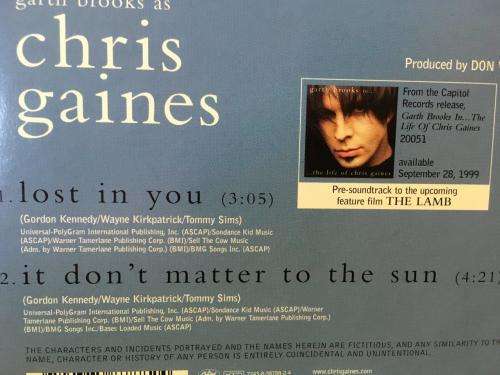 garth brooks as
chris
gaines
Produced by DON
garth brooks in...
...the life of chris gaines
From the Capitol
Records release,
Garth Brooks In...The
Life Of Chris Gaines
20051
available
September 28, 1999
Pre-soundtrack to the upcoming
feature film THE LAMB
1. lost in you (3:05)
(Gordon Kennedy/Wayne Kirkpatrick/Tommy Sims)
Universal-PolyGram International Publishing, Inc. (ASCAP)/Sondance Kid Music
(ASCAP)/Warner Tamerlane Publishing Corp. (BMI)/Sell The Cow Music
(Adm. by Warner Tamerlane Publishing Corp.) (BMI)/BMG Songs Inc. (ASCAP)
2. it don't matter to the sun (4:21)
(Gordon Kennedy/Wayne Kirkpatrick/Tommy Sims)
Universal-PolyGram International Publishing, Inc. (ASCAP)/Sondance Kid Music (ASCAP)/Warner
Tamerlane Publishing Corp. (BMI)/Sell The Cow Music (Adm. by Warner Tamerlane Publishing Corp.)
(BMI)/BMG Songs Inc./Bases Loaded Music (ASCAP)
THE CHARACTERS AND INCIDENTS PORTRAYED AND THE NAMES HEREIN ARE FICTITIOUS, AND ANY SIMILARITY TO
NAME, CHARACTER OR HISTORY OF ANY PERSON IS ENTIRELY COINCIDENTAL AND UNINTENTIONAL.
www.chrisgaines.com